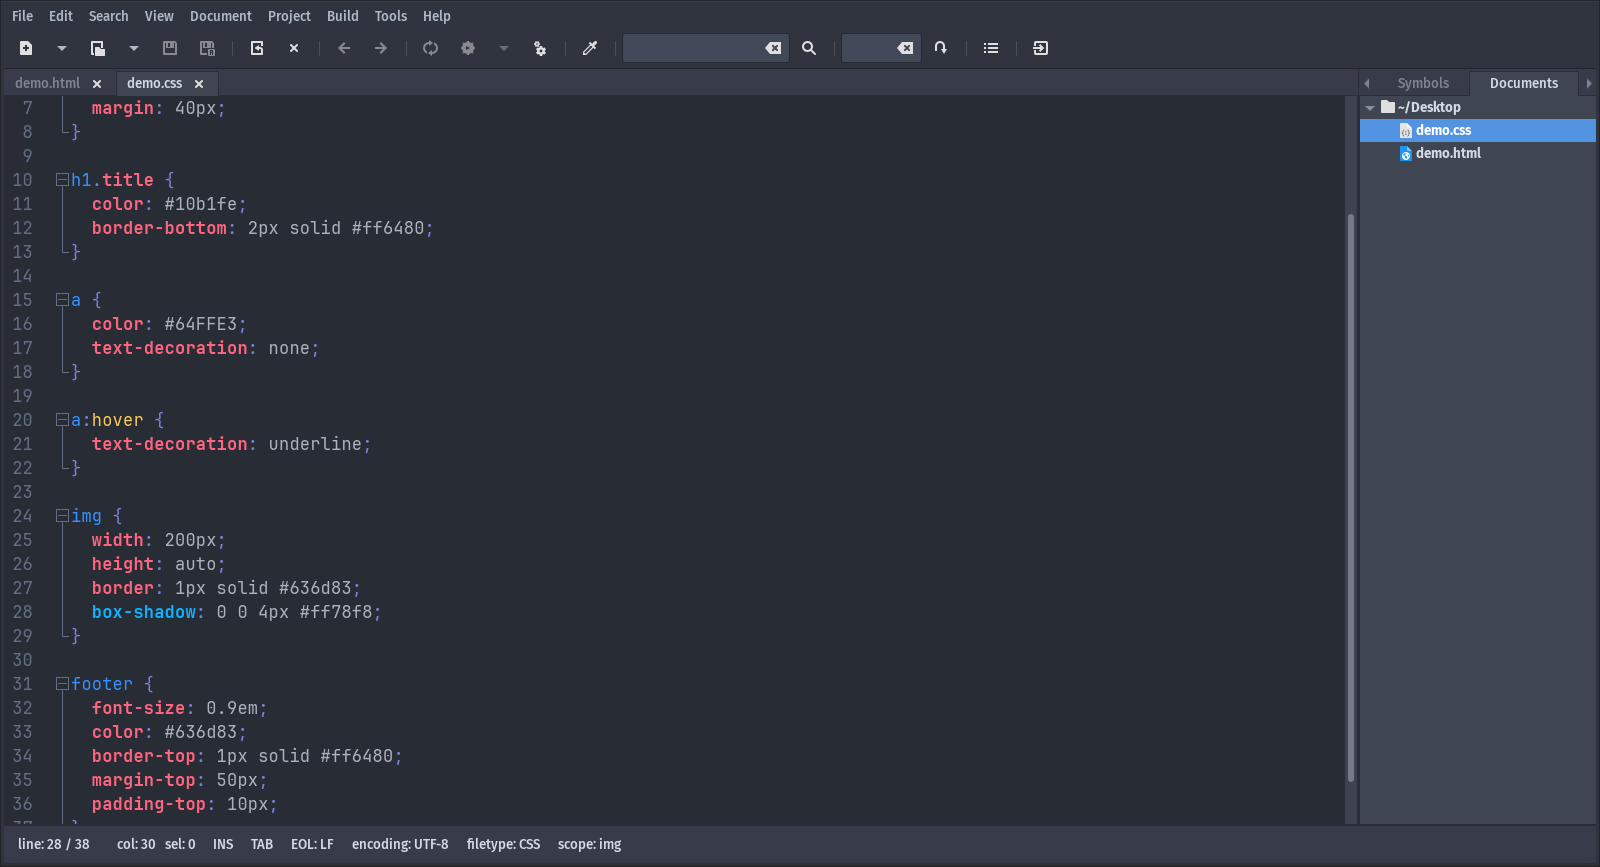 File Edit Search View Document Project Build Tools Help
demo.html demo.css Symbols Documents
~/Desktop
demo.css
demo.html
7 margin: 40px;
8 }
9
10 h1.title {
11 color: #10b1fe;
12 border-bottom: 2px solid #ff6480;
13 }
14
15 a {
16 color: #64FFE3;
17 text-decoration: none;
18 }
19
20 a:hover {
21 text-decoration: underline;
22 }
23
24 img {
25 width: 200px;
26 height: auto;
27 border: 1px solid #636d83;
28 box-shadow: 0 0 4px #ff78f8;
29 }
30
31 footer {
32 font-size: 0.9em;
33 color: #636d83;
34 border-top: 1px solid #ff6480;
35 margin-top: 50px;
36 padding-top: 10px;
37 }
line: 28 / 38 col: 30 sel: 0 INS TAB EOL: LF encoding: UTF-8 filetype: CSS scope: img